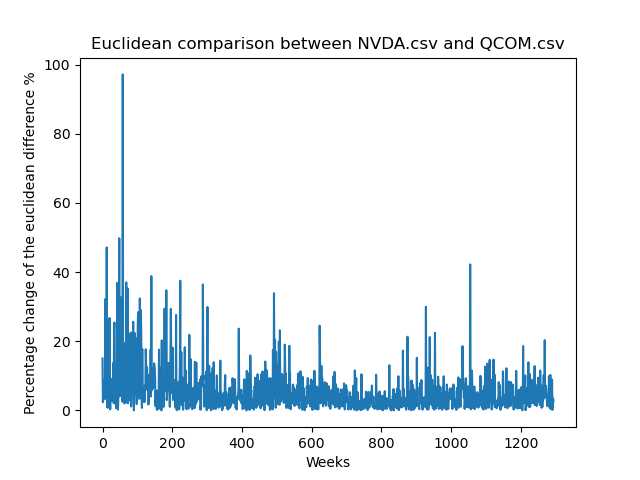 Euclidean comparison between NVDA.csv and QCOM.csv
Percentage change of the euclidean difference %
100
80
60
40
20
0
0 200 400 600 800 1000 1200
Weeks